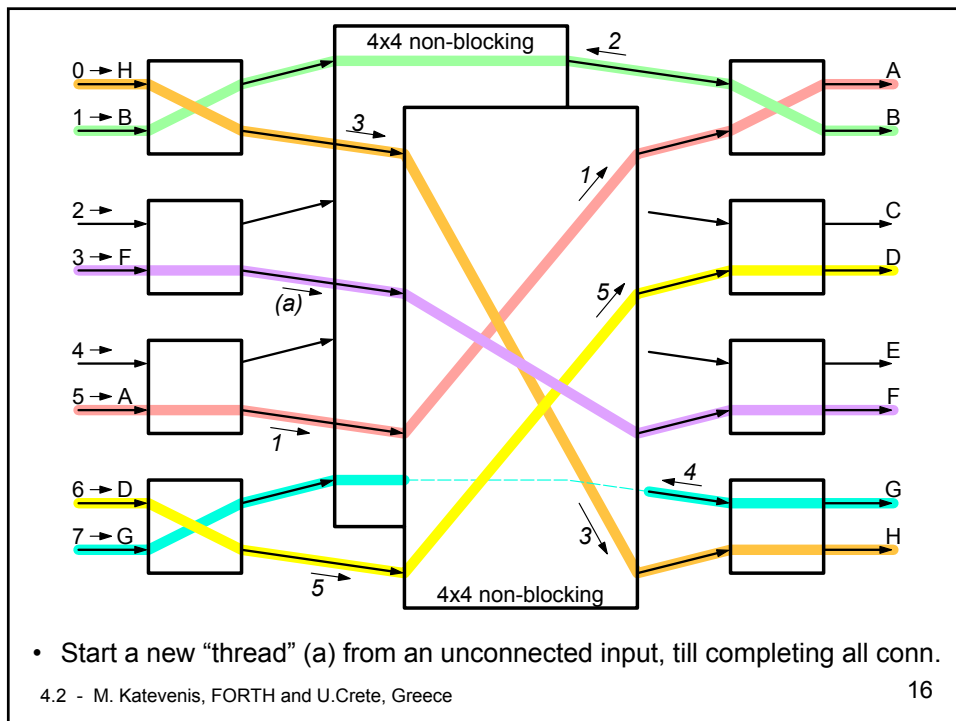 4x4 non-blocking
2
0 → H
A
1 → B
B
3
1
2 →
C
3 → F
D
(a)
5
4 →
E
5 → A
F
1
6 → D
4
G
7 → G
3
H
5
4x4 non-blocking
• Start a new “thread” (a) from an unconnected input, till completing all conn.
4.2 - M. Katevenis, FORTH and U.Crete, Greece
16